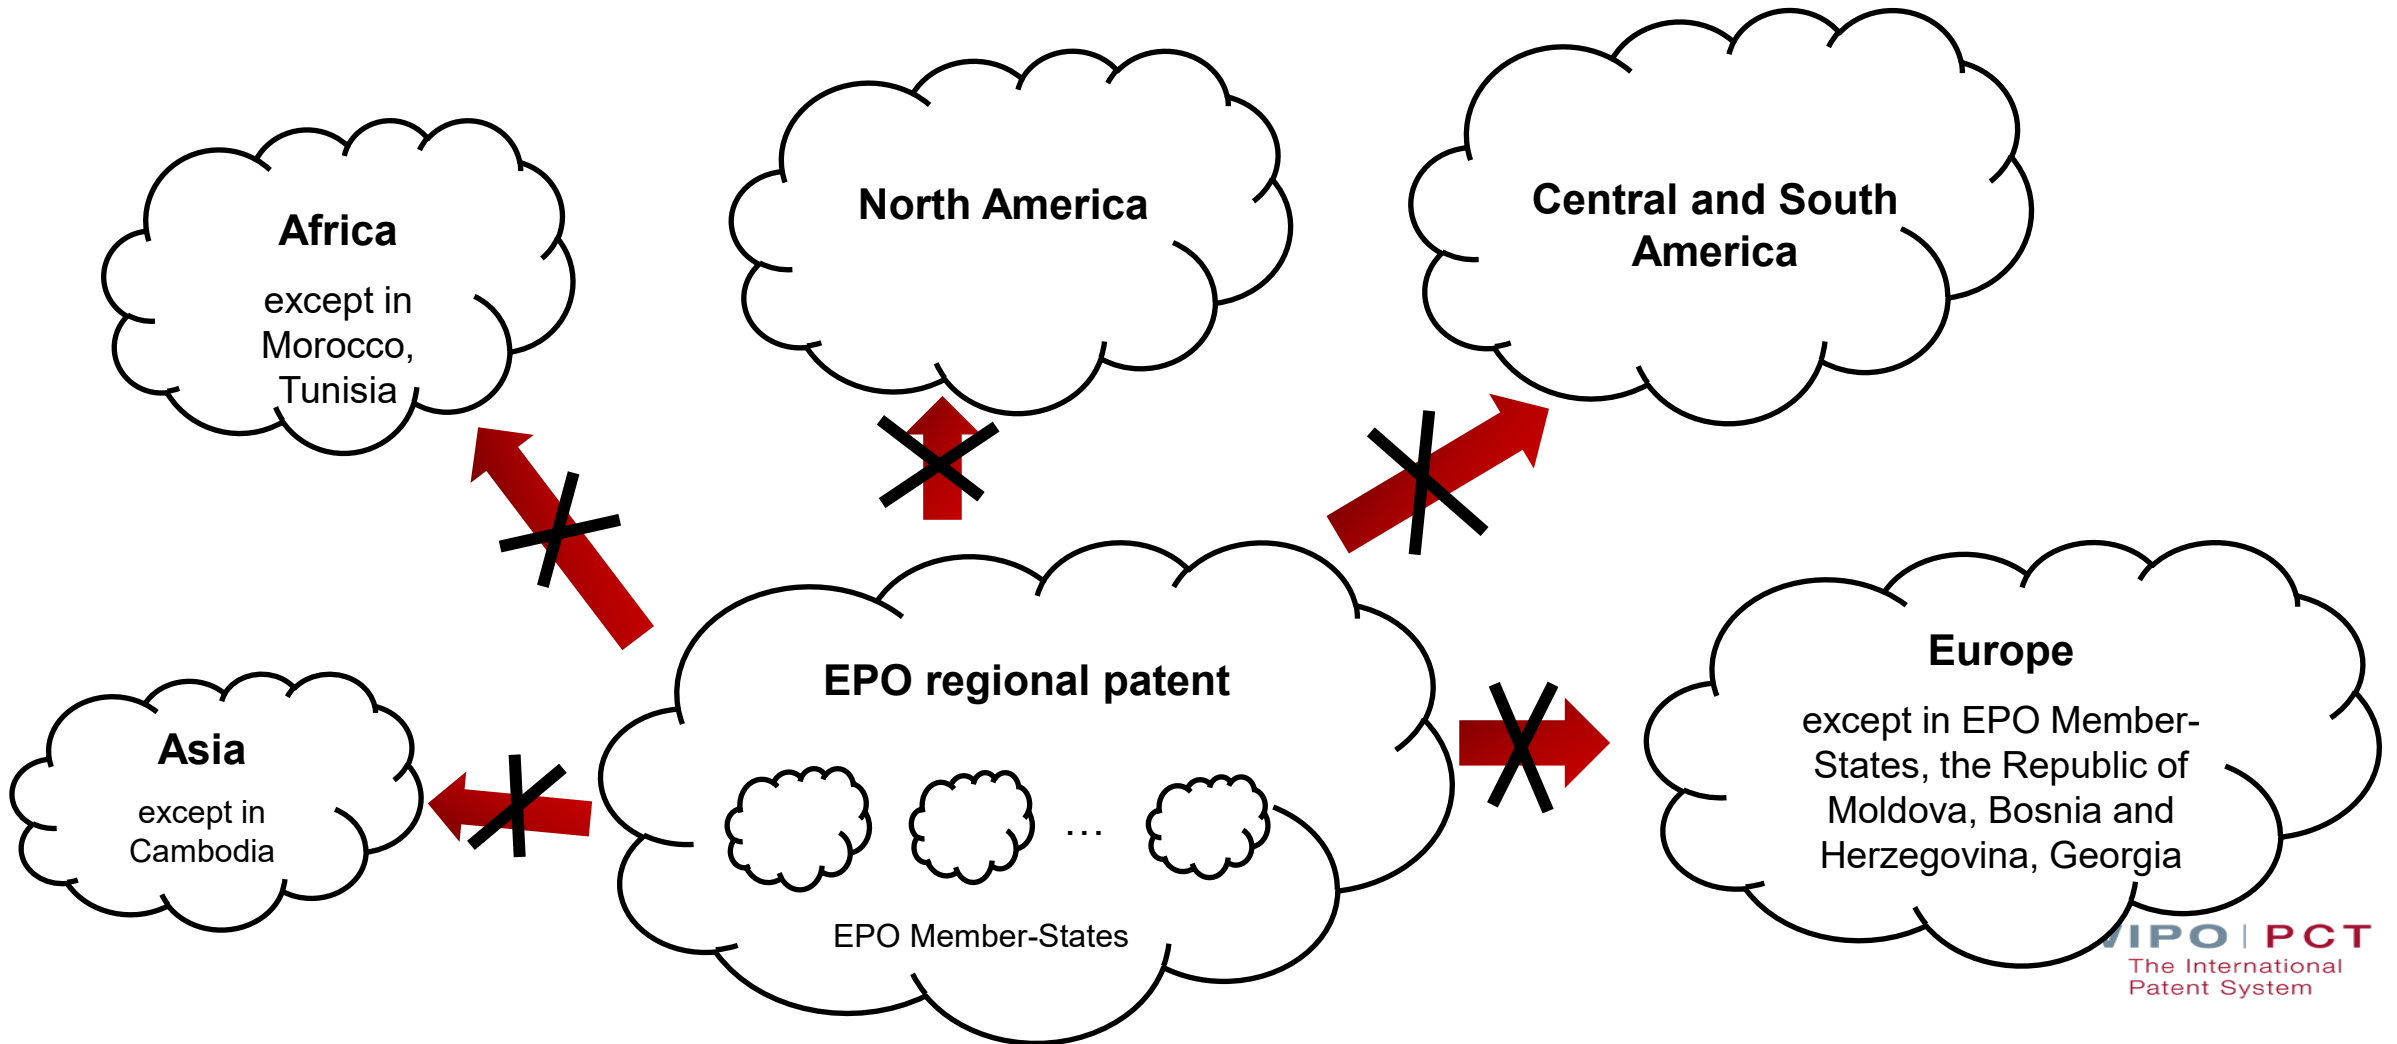 North America
Central and South
America
Africa
except in
Morocco,
Tunisia
EPO regional patent
Europe
except in EPO Member-
States, the Republic of
Moldova, Bosnia and
Herzegovina, Georgia
Asia
except in
Cambodia
...
EPO Member-States
WIPO | PCT
The International
Patent System